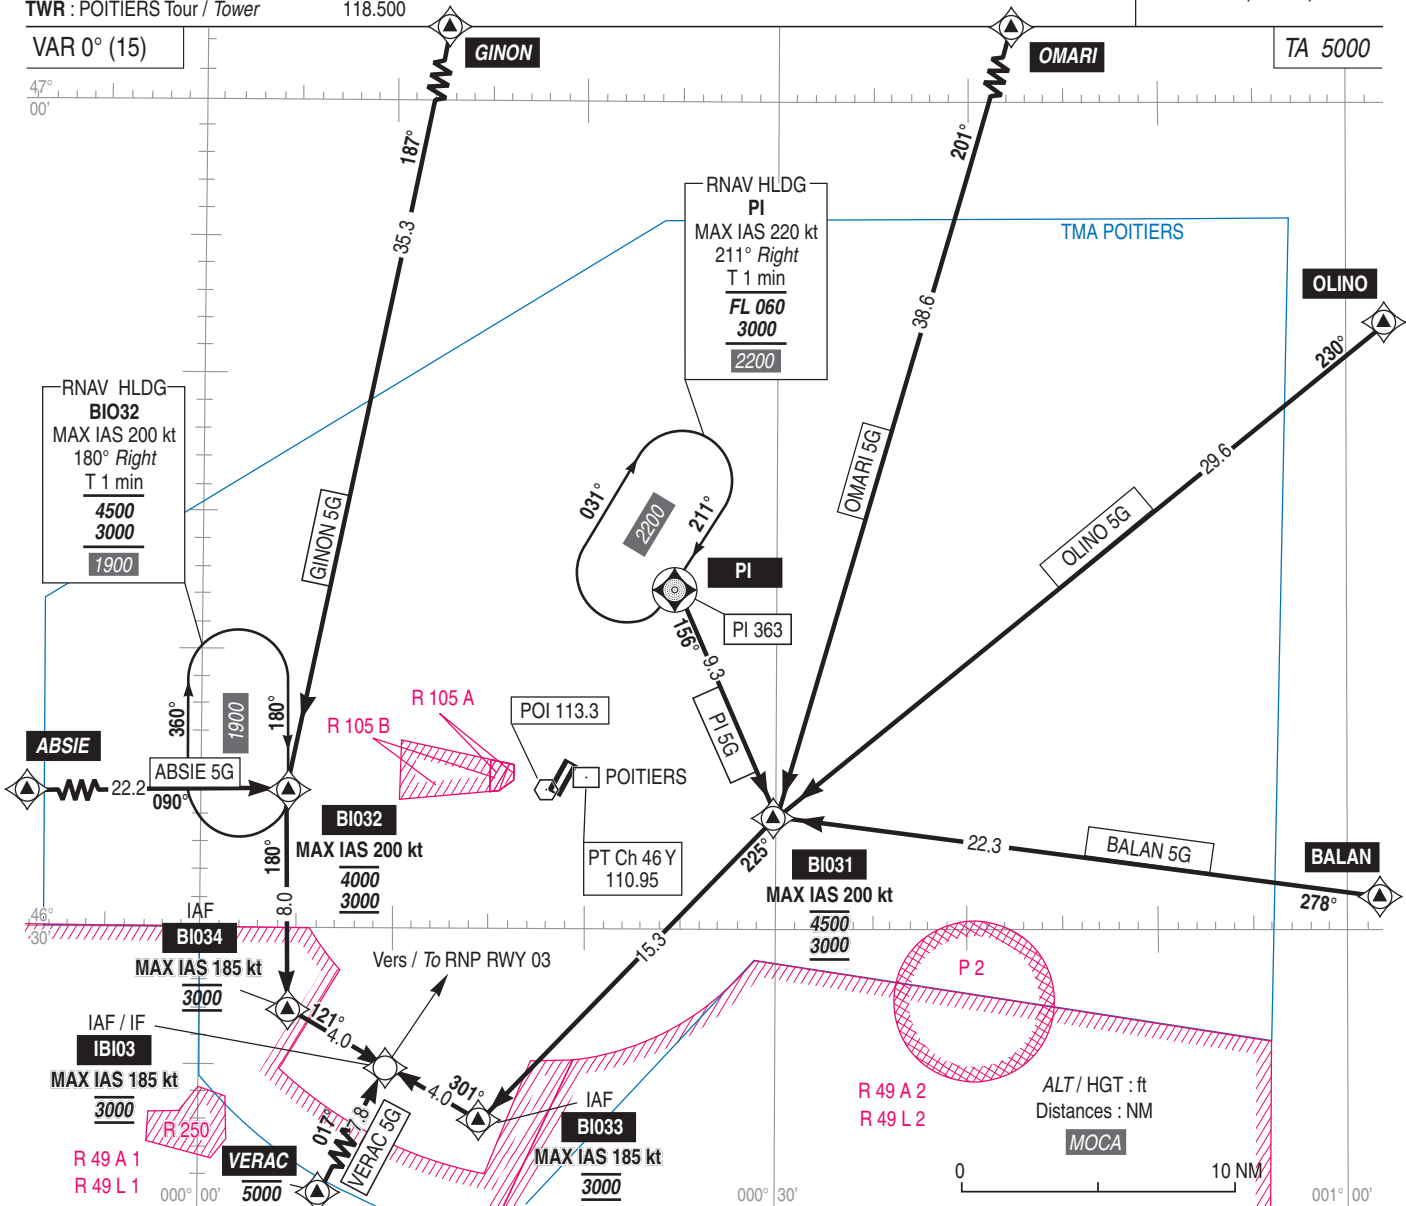 TWR : POITIERS Tour / Tower 118.500
VAR 0° (15)
GINON
OMARI
TA 5000
47°
00'
187°
201°
RNAV HLDG
PI
MAX IAS 220 kt
211° Right
T 1 min
FL 060
3000
2200
TMA POITIERS
35.3
38.6
OLINO
230°
RNAV HLDG
BIO32
MAX IAS 200 kt
180° Right
T 1 min
4500
3000
1900
GINON 5G
031°
2200
211°
OMARI 5G
29.6
OLINO 5G
PI
PI 363
156°
9.3
PI 5G
360°
1900
180°
R 105 A
R 105 B
POI 113.3
POITIERS
ABSIE
ABSIE 5G
22.2
090°
BI032
MAX IAS 200 kt
4000
3000
PT Ch 46 Y
110.95
180°
8.0
225°
BI031
MAX IAS 200 kt
4500
3000
22.3
BALAN 5G
BALAN
278°
46°
30'
IAF
BI034
MAX IAS 185 kt
3000
Vers / To RNP RWY 03
15.3
P 2
121°
4.0
IAF / IF
IBI03
MAX IAS 185 kt
3000
301°
4.0
IAF
BI033
MAX IAS 185 kt
3000
R 49 A 2
R 49 L 2
ALT / HGT : ft
Distances : NM
MOCA
R 250
017°
7.8
VERAC 5G
R 49 A 1
R 49 L 1
VERAC
5000
0 10 NM
000° 00'
000° 30'
001° 00'